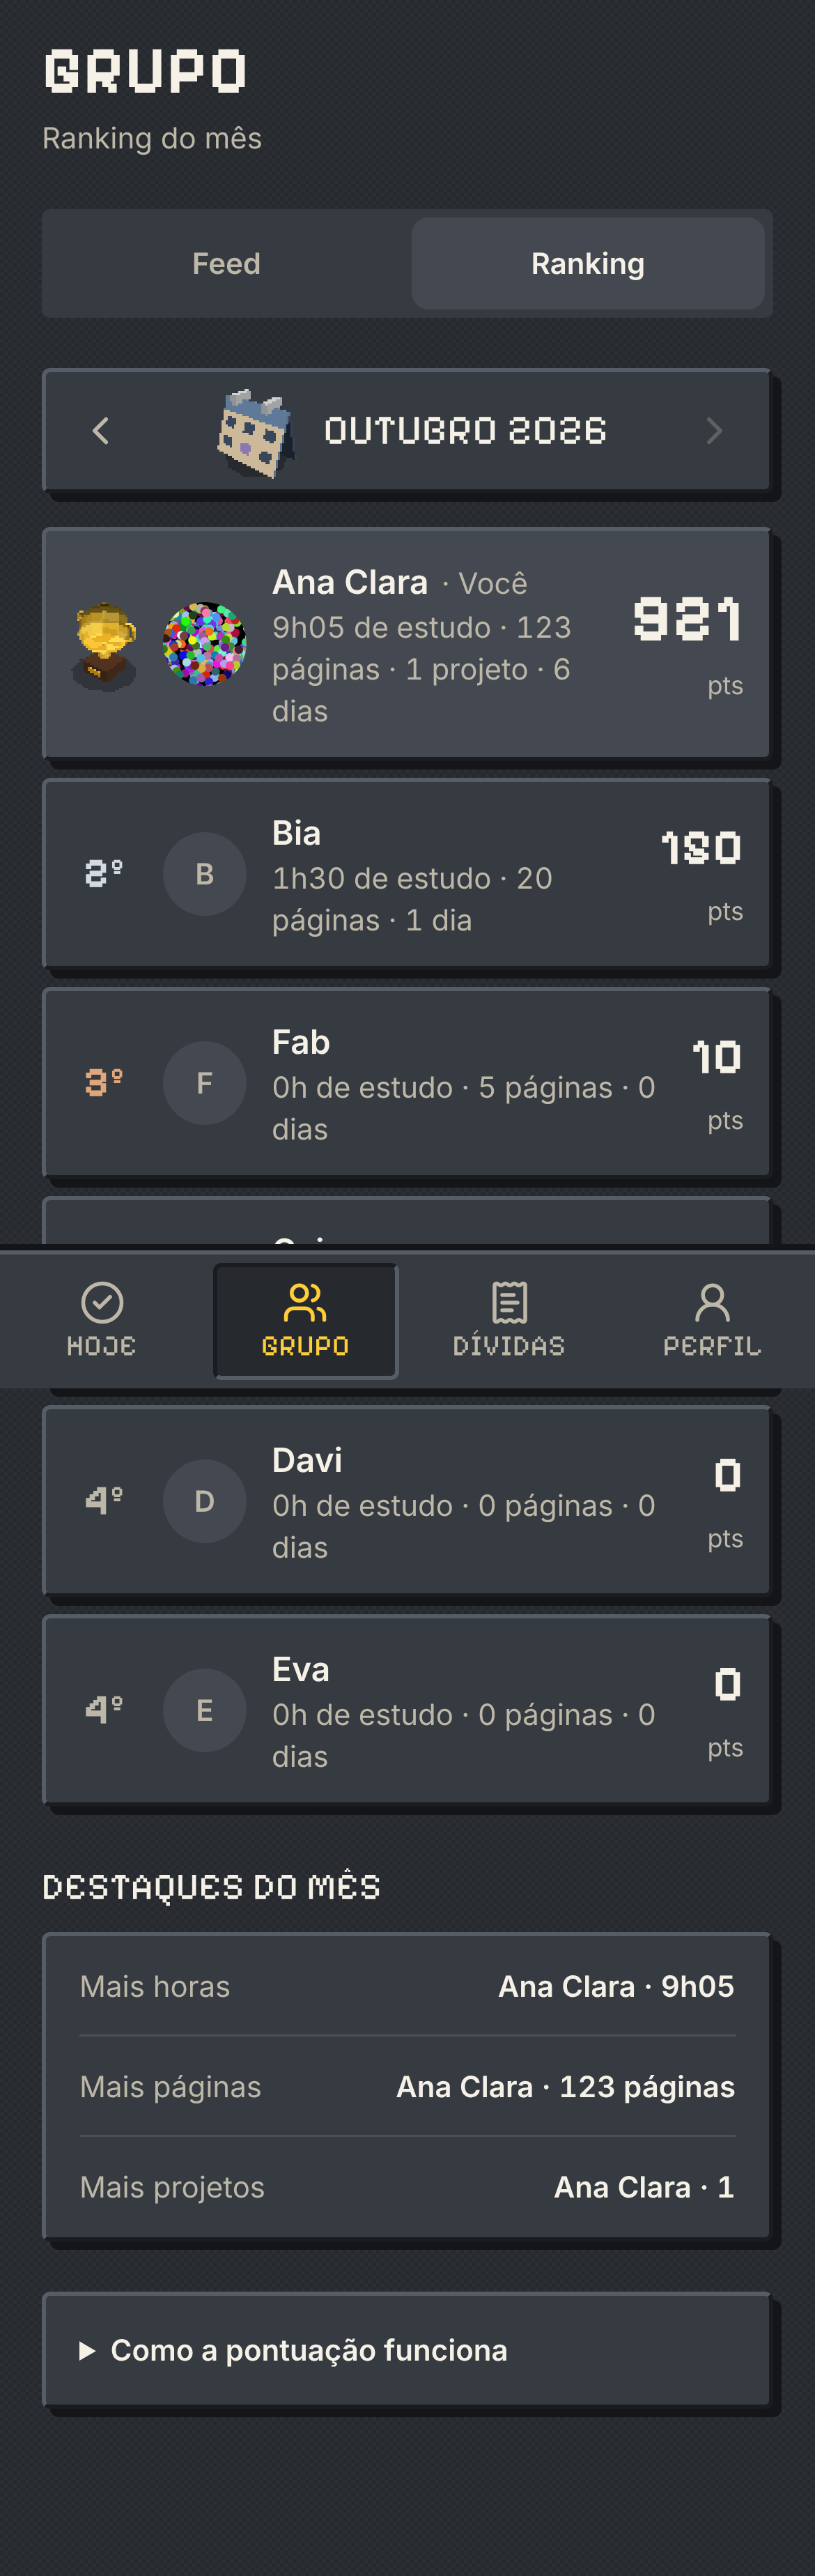 GRUPO
Ranking do mês
Feed
Ranking
OUTUBRO 2026
Ana Clara · Você
9h05 de estudo · 123
páginas · 1 projeto · 6
dias
921
pts
2º
B
Bia
1h30 de estudo · 20
páginas · 1 dia
190
pts
3º
F
Fab
0h de estudo · 5 páginas · 0
dias
10
pts
HOJE
GRUPO
DÍVIDAS
PERFIL
4º
D
Davi
0h de estudo · 0 páginas · 0
dias
0
pts
4º
E
Eva
0h de estudo · 0 páginas · 0
dias
0
pts
DESTAQUES DO MÊS
Mais horas
Ana Clara · 9h05
Mais páginas
Ana Clara · 123 páginas
Mais projetos
Ana Clara · 1
Como a pontuação funciona